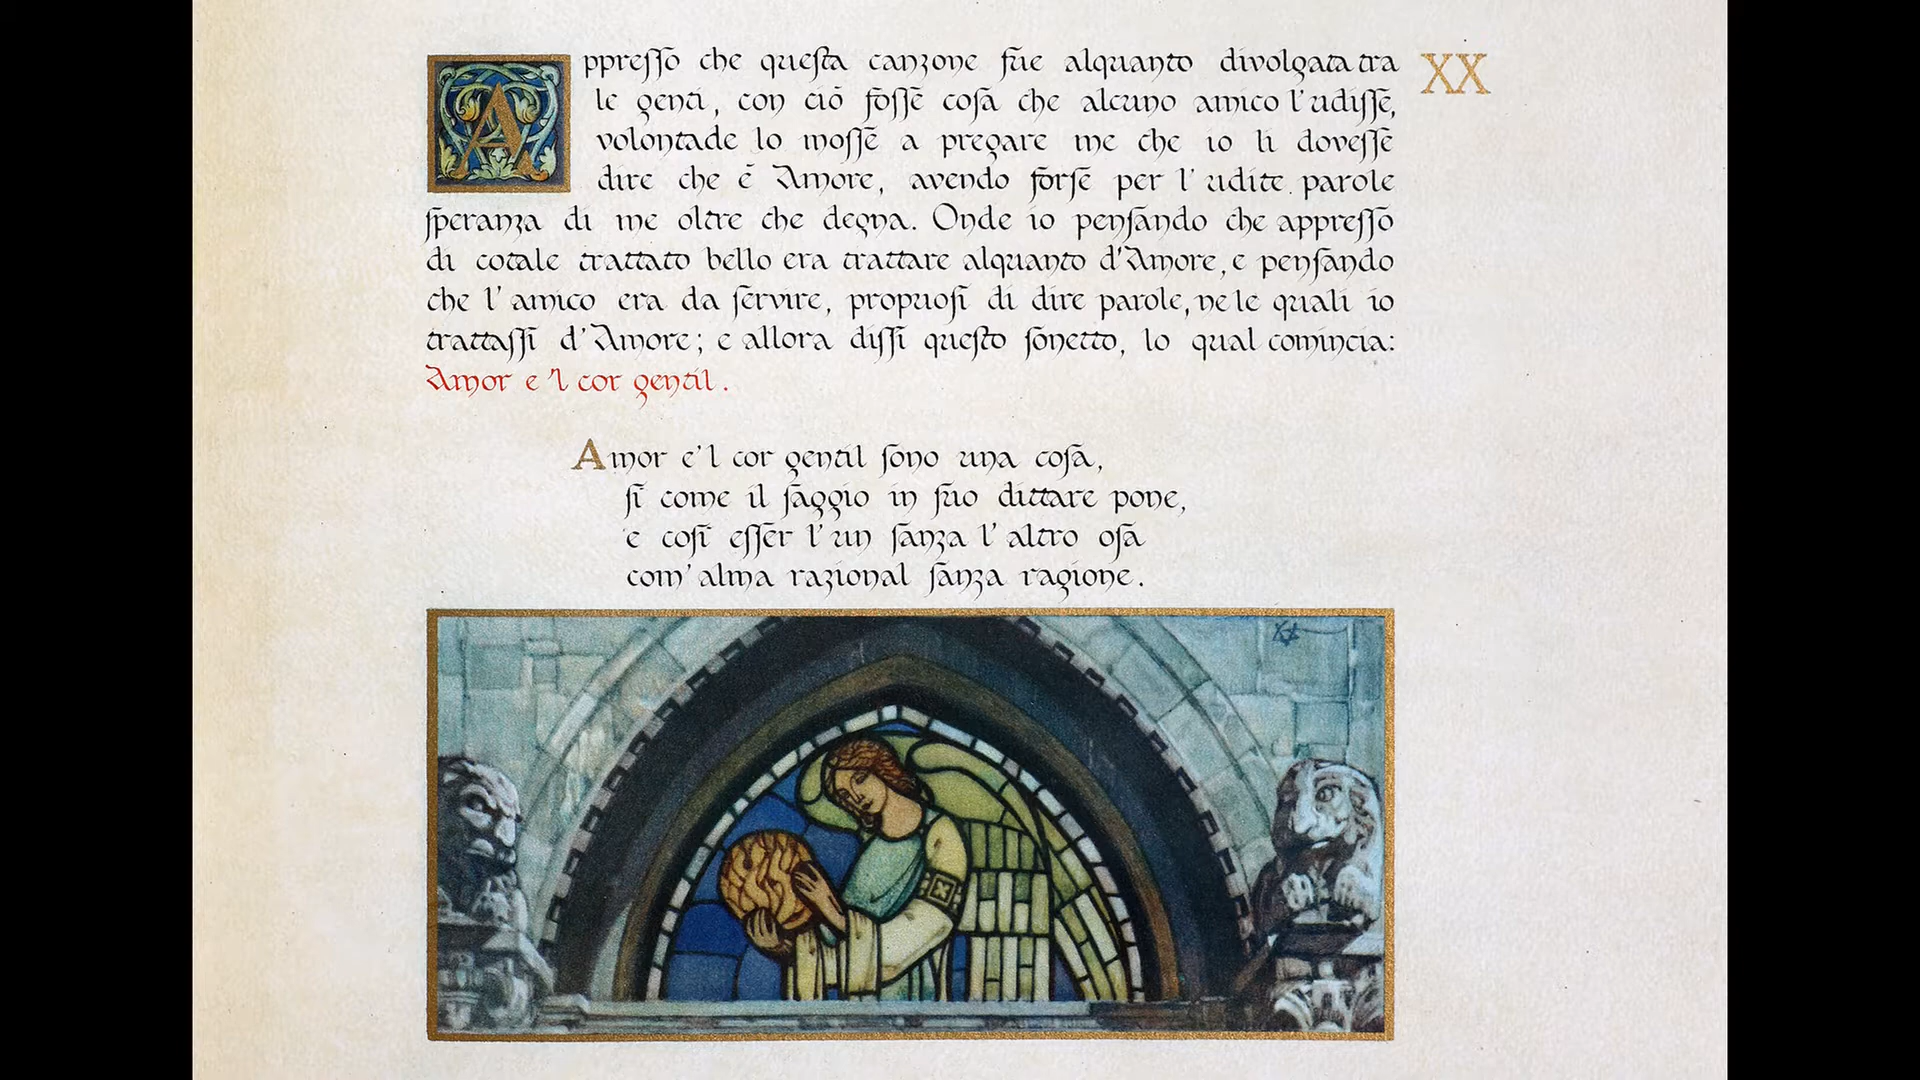 Appresso che questa canzone fue alquanto divolgata tra
XX
le genti, con ciò fosse cosa che alcuno amico l'udisse,
volontade lo mosse a pregare me che io li dovesse
dire che è Amore, avendo forse per l'udite parole
speranza di me oltre che degna. Onde io pensando che appresso
di cotale trattato bello era trattare alquanto d'Amore, e pensando
che l'amico era da servire, propuosi di dire parole, ne le quali io
trattassi d'Amore; e allora dissi questo sonetto, lo qual comincia:
Amor e 'l cor gentil.
Amor e 'l cor gentil sono una cosa,
sì come il saggio in suo dittare pone,
e così esser l'un sanza l'altro osa
com'alma razional sanza ragione.